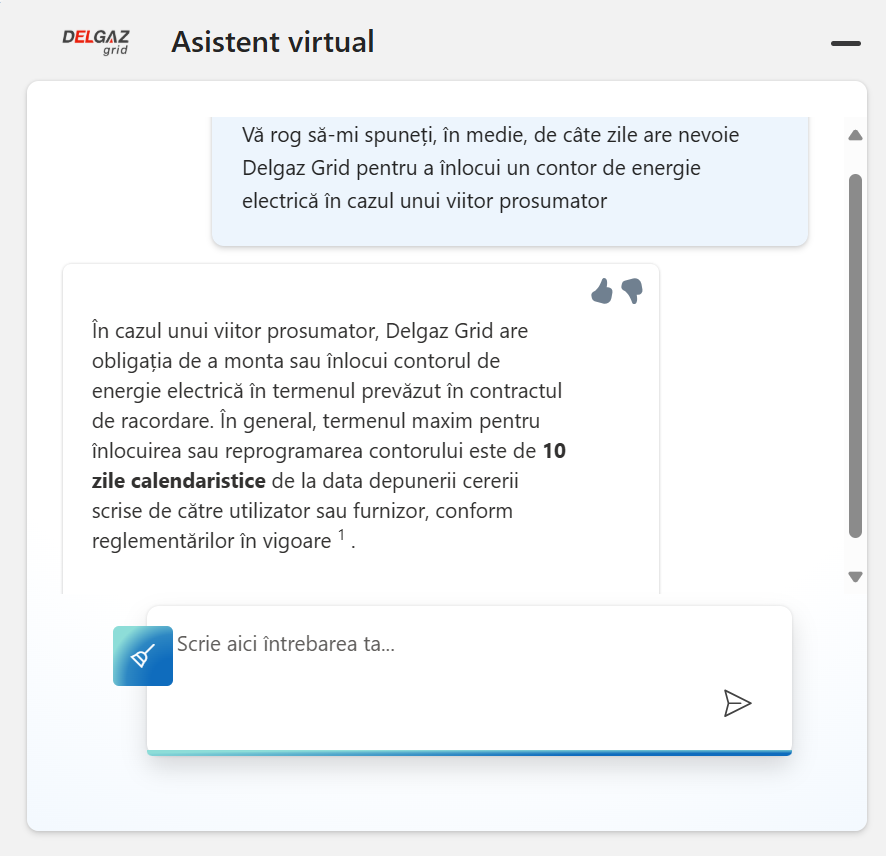 DELGAZ
grid
Asistent virtual
Vă rog să-mi spuneți, în medie, de câte zile are nevoie
Delgaz Grid pentru a înlocui un contor de energie
electrică în cazul unui viitor prosumator
În cazul unui viitor prosumator, Delgaz Grid are
obligația de a monta sau înlocui contorul de
energie electrică în termenul prevăzut în contractul
de racordare. În general, termenul maxim pentru
înlocuirea sau reprogramarea contorului este de 10
zile calendaristice de la data depunerii cererii
scrise de către utilizator sau furnizor, conform
reglementărilor în vigoare 1 .
Scrie aici întrebarea ta...